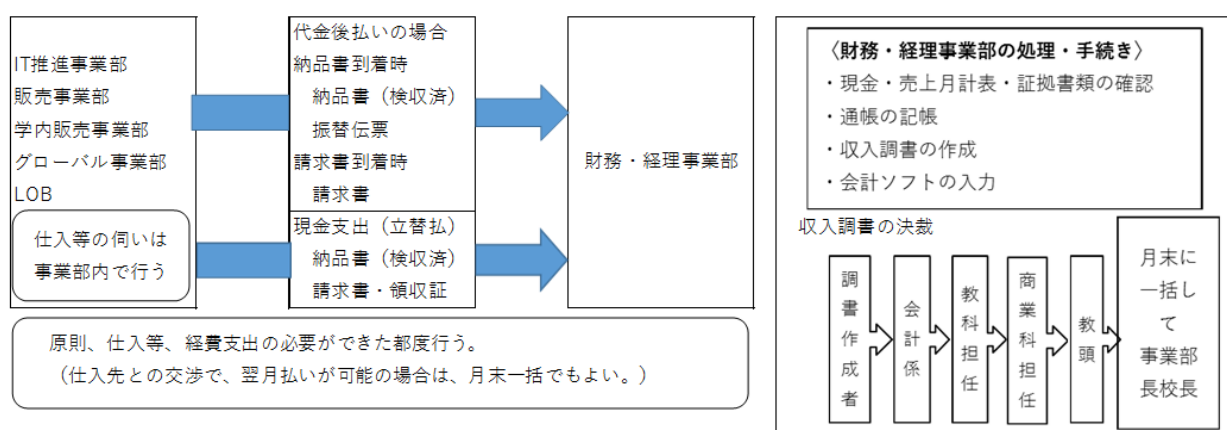 IT推進事業部
販売事業部
学内販売事業部
グローバル事業部
LOB
仕入等の伺いは
事業部内で行う
代金後払いの場合
納品書到着時
納品書（検収済）
振替伝票
請求書到着時
請求書
現金支出（立替払）
納品書（検収済）
請求書・領収証
財務・経理事業部
原則、仕入等、経費支出の必要ができた都度行う。
（仕入先との交渉で、翌月払いが可能の場合は、月末一括でもよい。）
〈財務・経理事業部の処理・手続き〉
・現金・売上月計表・証拠書類の確認
・通帳の記帳
・収入調書の作成
・会計ソフトの入力
収入調書の決裁
調書作成者
会計係
教科担任
商業科担任
教頭
月末に
一括し
て
事業部
長校長